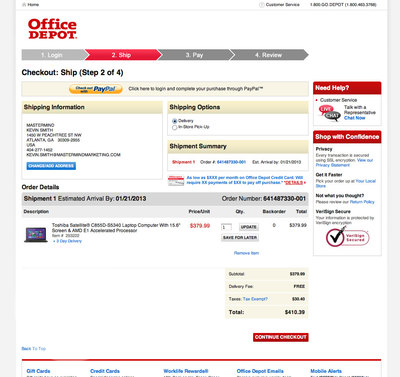 Home
Customer Service
1-800-GO-DEPOT (1-800-463-3768)
Office
DEPOT.
1. Login
2. Ship
3. Pay
4. Review
Checkout: Ship (Step 2 of 4)
Check out with PayPal
Click here to login and complete your purchase through PayPal™
Shipping Information
MASTERMIND
KEVIN SMITH
1450 W PEACHTREE ST NW
ATLANTA, GA 30309-2955
USA
404-277-1462
KEVIN.SMITH@MASTERMINDMARKETING.COM
CHANGE/ADD ADDRESS
Shipping Options
Delivery
In-Store Pick-Up
Shipment Summary
Shipment 1 Order #: 641487330-001 Est. Arrival by: 01/21/2013
As low as $XXX per month on Office Depot Credit Card: Will
require XX payments of $XX to pay off purchase.* *DETAILS
Need Help?
Customer Service
LIVE CHAT
Talk with a
Representative
Chat Now
Shop with Confidence
Privacy
Every transaction is
secured using SSL encryption. View our
Privacy Statement.
Get it Faster
Pick your order up at Your Local
Store
Not what you thought?
Please review our Return Policy.
VeriSign Secure
Your information is protected by
VeriSign encryption
VeriSign
Secured
Order Details
Shipment 1 Estimated Arrival By: 01/21/2013
Order Number: 641487330-001
Description Price/Unit Qty. Backorder Total
Toshiba Satellite® C855D-S5340 Laptop Computer With 15.6"
Screen & AMD E1 Accelerated Processor
$379.99
1
UPDATE
0
$379.99
SAVE FOR LATER
Remove Item
Subtotal: $379.99
Delivery Fee: FREE
Taxes: Tax Exempt? $30.40
Total: $410.39
CONTINUE CHECKOUT
Back To Top
Gift Cards
Credit Cards
Worklife Rewards®
Office Depot Emails
Mobile Alerts